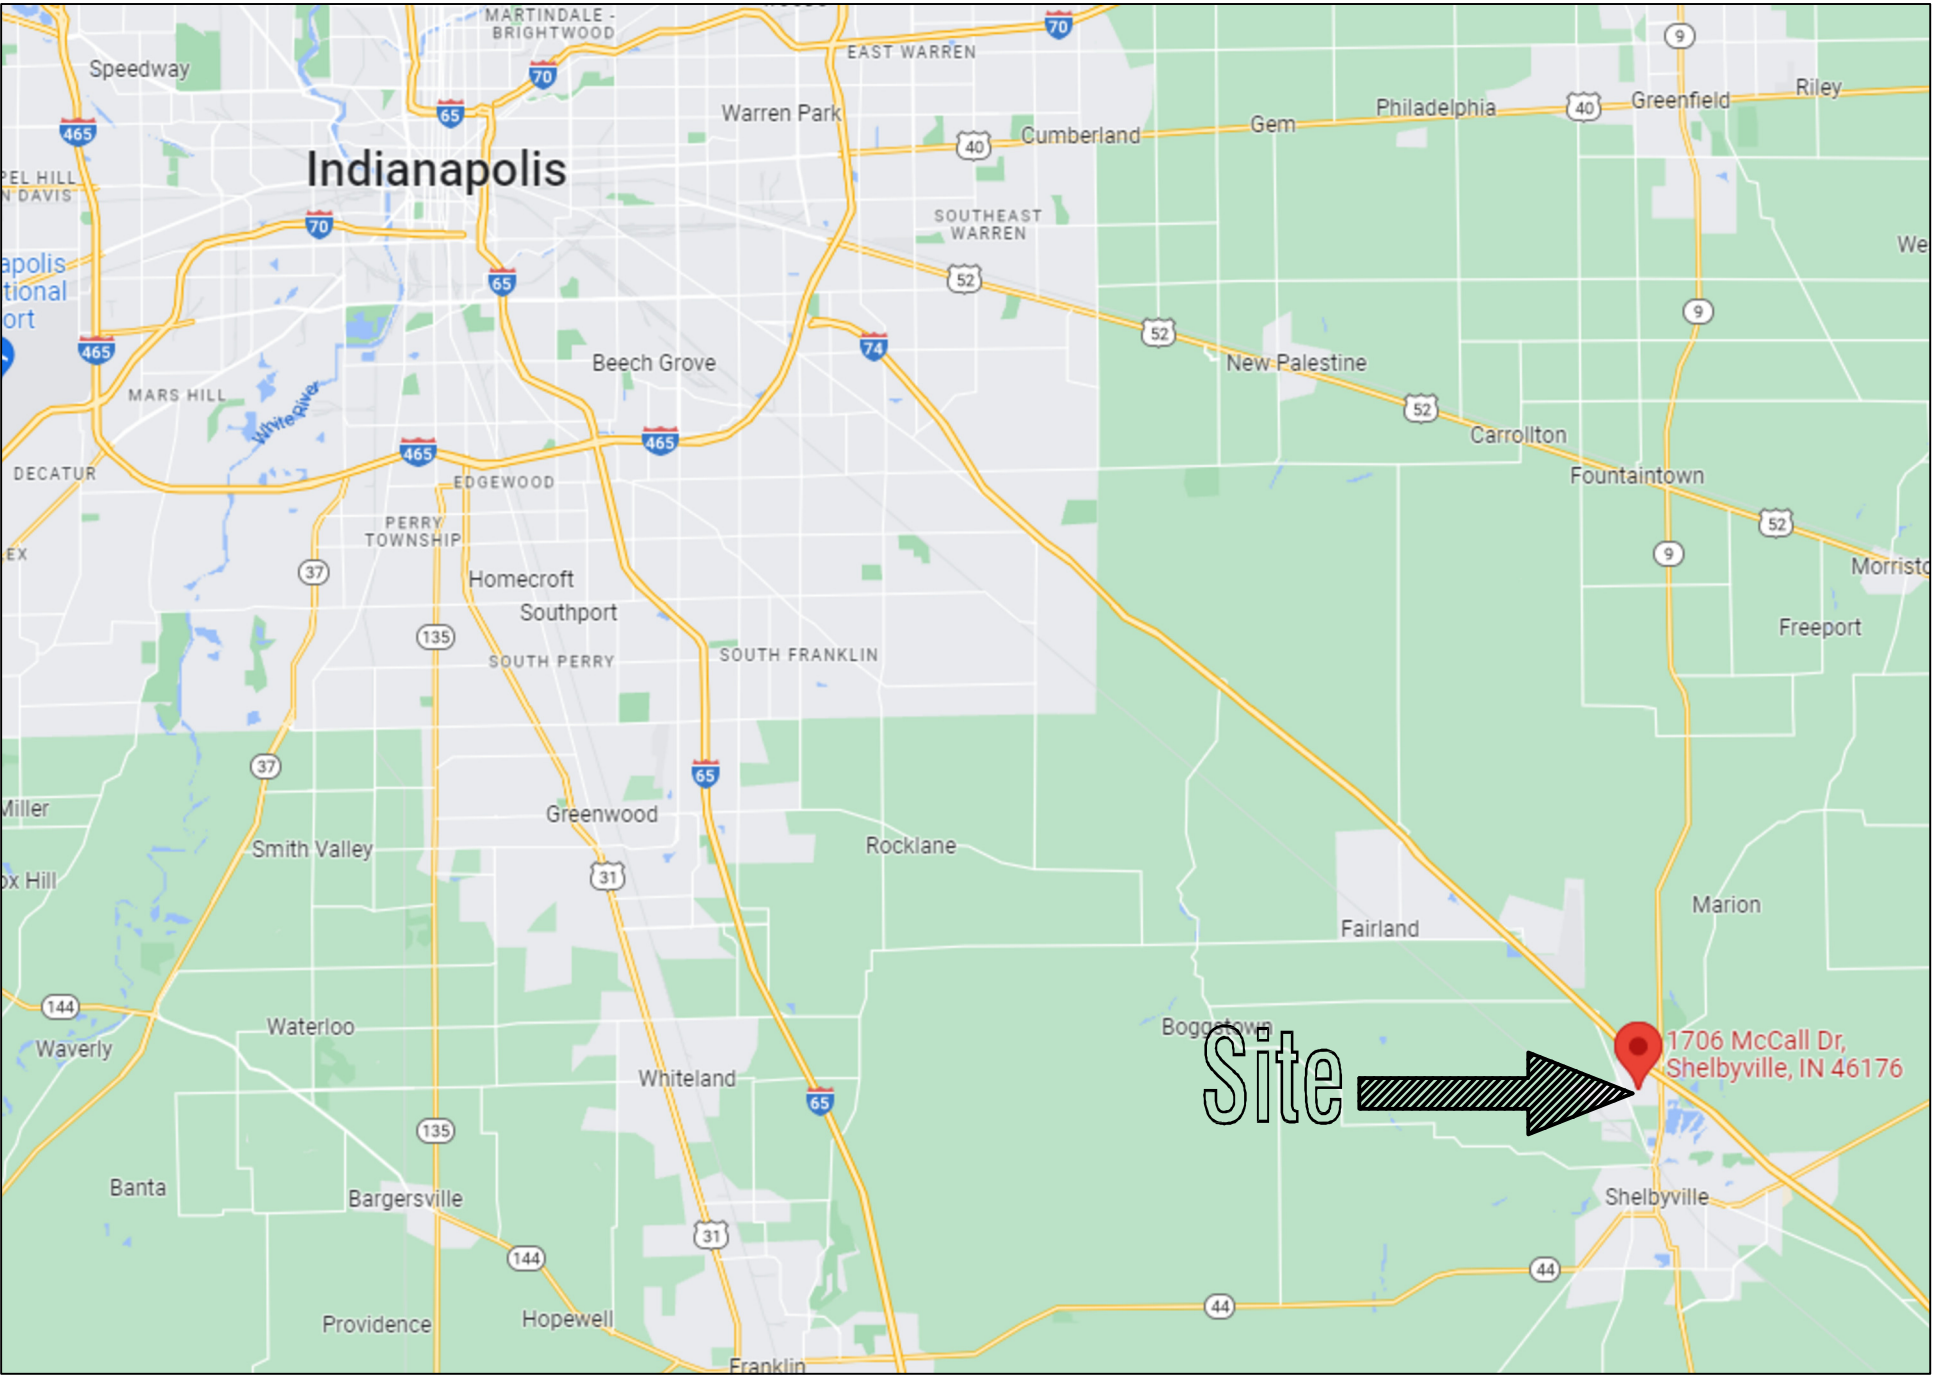 MARTINDALE -
BRIGHTWOOD
70
9
EAST WARREN
Speedway
70
Riley
465
65
Warren Park
Philadelphia
40
Greenfield
Cumberland
Gem
40
Indianapolis
PEL HILL
N DAVIS
70
SOUTHEAST
WARREN
We
apolis
tional
ort
65
52
9
52
465
74
Beech Grove
New Palestine
MARS HILL
White River
52
465
465
Carrollton
DECATUR
EDGEWOOD
Fountaintown
PERRY
TOWNSHIP
52
EX
9
37
Homecroft
Morristo
Southport
135
Freeport
SOUTH PERRY
SOUTH FRANKLIN
37
65
Miller
Greenwood
Smith Valley
Rocklane
ox Hill
31
Marion
Fairland
144
Waterloo
Boggstown
Waverly
1706 McCall Dr,
Shelbyville, IN 46176
Site
Whiteland
65
135
Banta
Bargersville
Shelbyville
31
144
44
44
Providence
Hopewell
Franklin